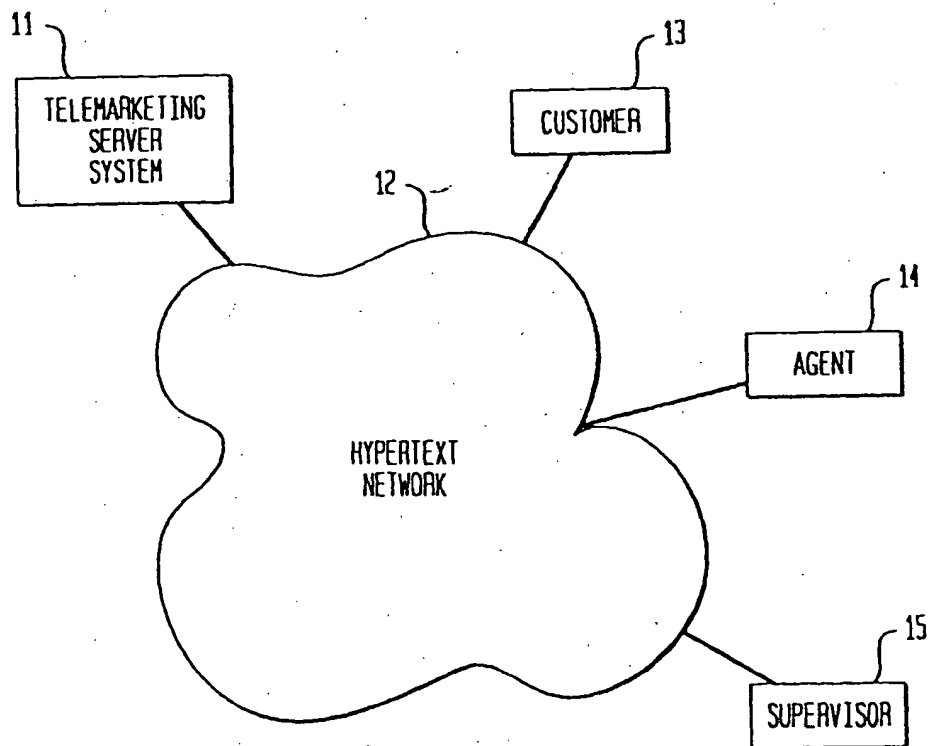 11
TELEMARKETING
SERVER
SYSTEM
13
CUSTOMER
12
14
AGENT
HYPERTEXT
NETWORK
15
SUPERVISOR